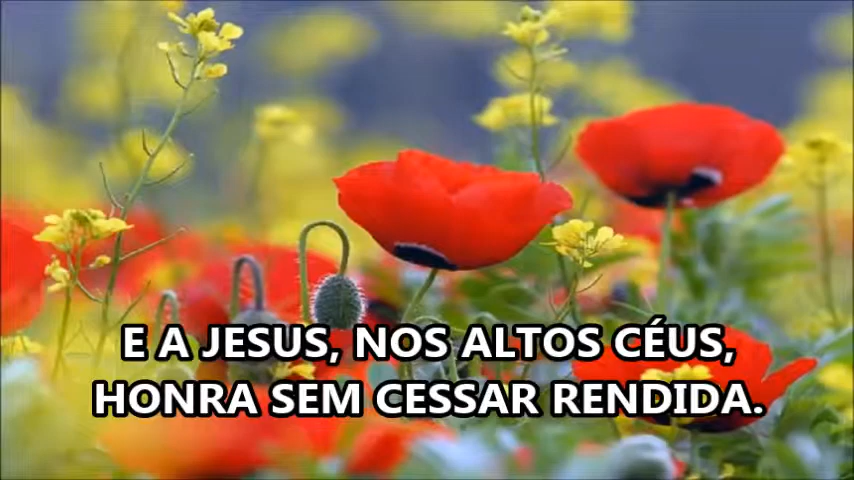 E A JESUS, NOS ALTOS CÉUS,
HONRA SEM CESSAR RENDIDA.